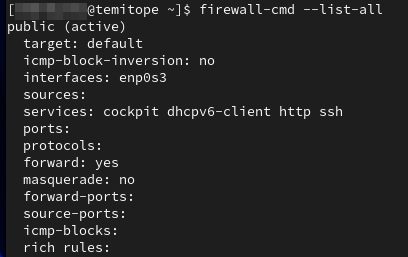 [@temitope ~]$ firewall-cmd --list-all
public (active)
target: default
icmp-block-inversion: no
interfaces: enp0s3
sources:
services: cockpit dhcpv6-client http ssh
ports:
protocols:
forward: yes
masquerade: no
forward-ports:
source-ports:
icmp-blocks:
rich rules: